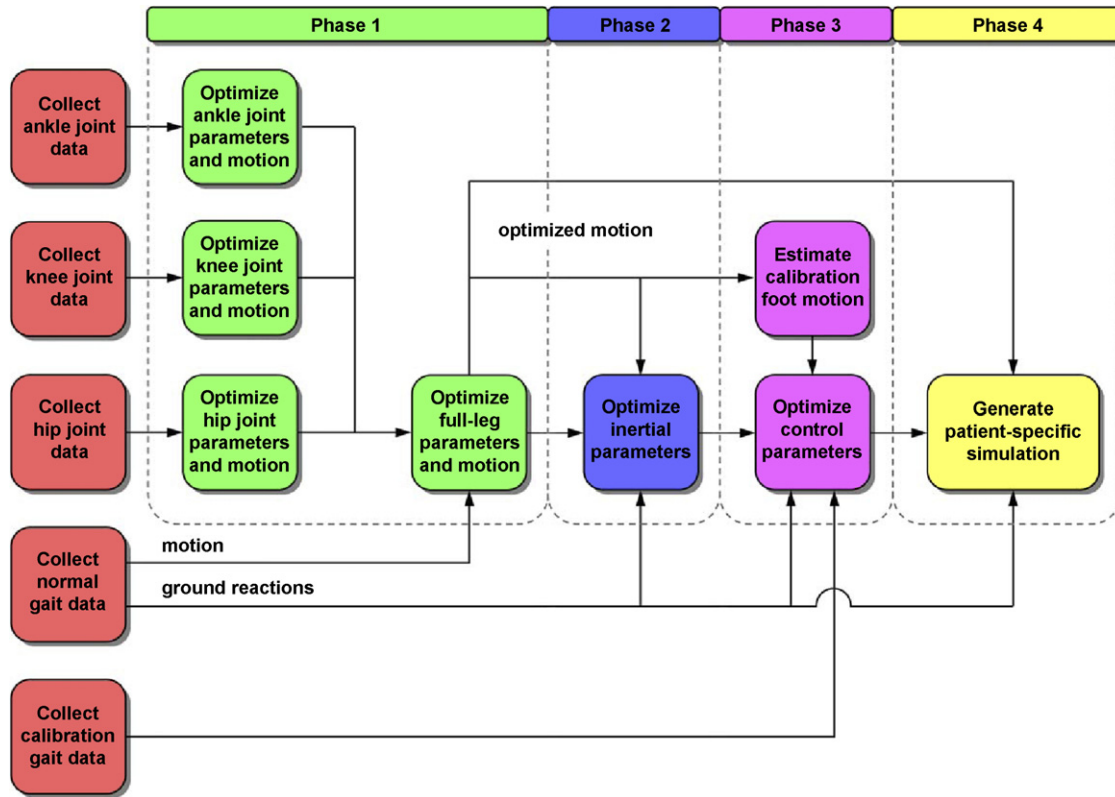 Phase 1
Phase 2
Phase 3
Phase 4
Collect
ankle joint
data
Optimize
ankle joint
parameters
and motion
Collect
knee joint
data
Optimize
knee joint
parameters
and motion
optimized motion
Estimate
calibration
foot motion
Collect
hip joint
data
Optimize
hip joint
parameters
and motion
Optimize
full-leg
parameters
and motion
Optimize
inertial
parameters
Optimize
control
parameters
Generate
patient-specific
simulation
Collect
normal
gait data
motion
ground reactions
Collect
calibration
gait data